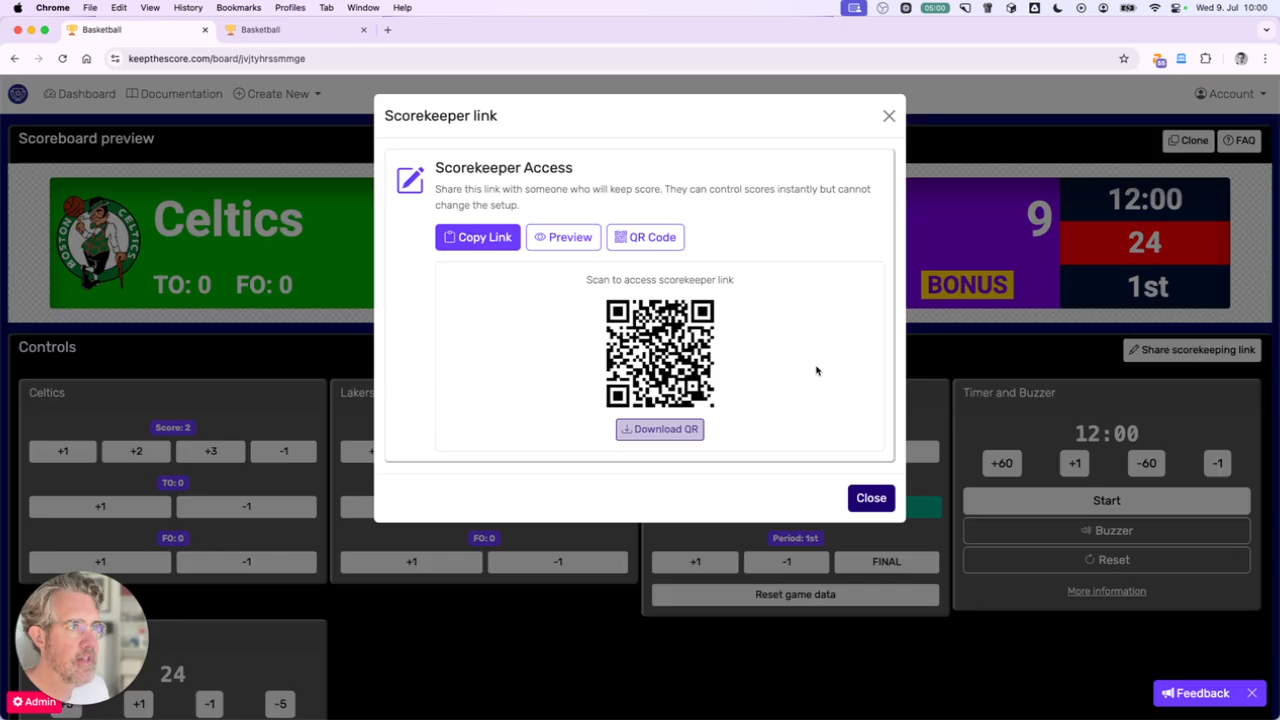 Chrome File Edit View History Bookmarks Profiles Tab Window Help 05:00 Wed 9. Jul 10:00
Basketball Basketball
keepthescore.com/board/jvjtyhrssmmge
Dashboard Documentation Create New Account
Scoreboard preview Clone FAQ
Celtics
TO: 0 FO: 0
9
BONUS
12:00
24
1st
Scorekeeper link
Scorekeeper Access
Share this link with someone who will keep score. They can control scores instantly but cannot
change the setup.
Copy Link Preview QR Code
Scan to access scorekeeper link
Download QR
Close
Controls Share scorekeeping link
Celtics
Score: 2
+1 +2 +3 -1
TO: 0
+1 -1
FO: 0
+1 -1
Lakers
FO: 0
+1 -1
Period: 1st
+1 -1 FINAL
Reset game data
Timer and Buzzer
12:00
+60 +1 -60 -1
Start
Buzzer
Reset
More information
24
+1 -1 -5
Admin
Feedback